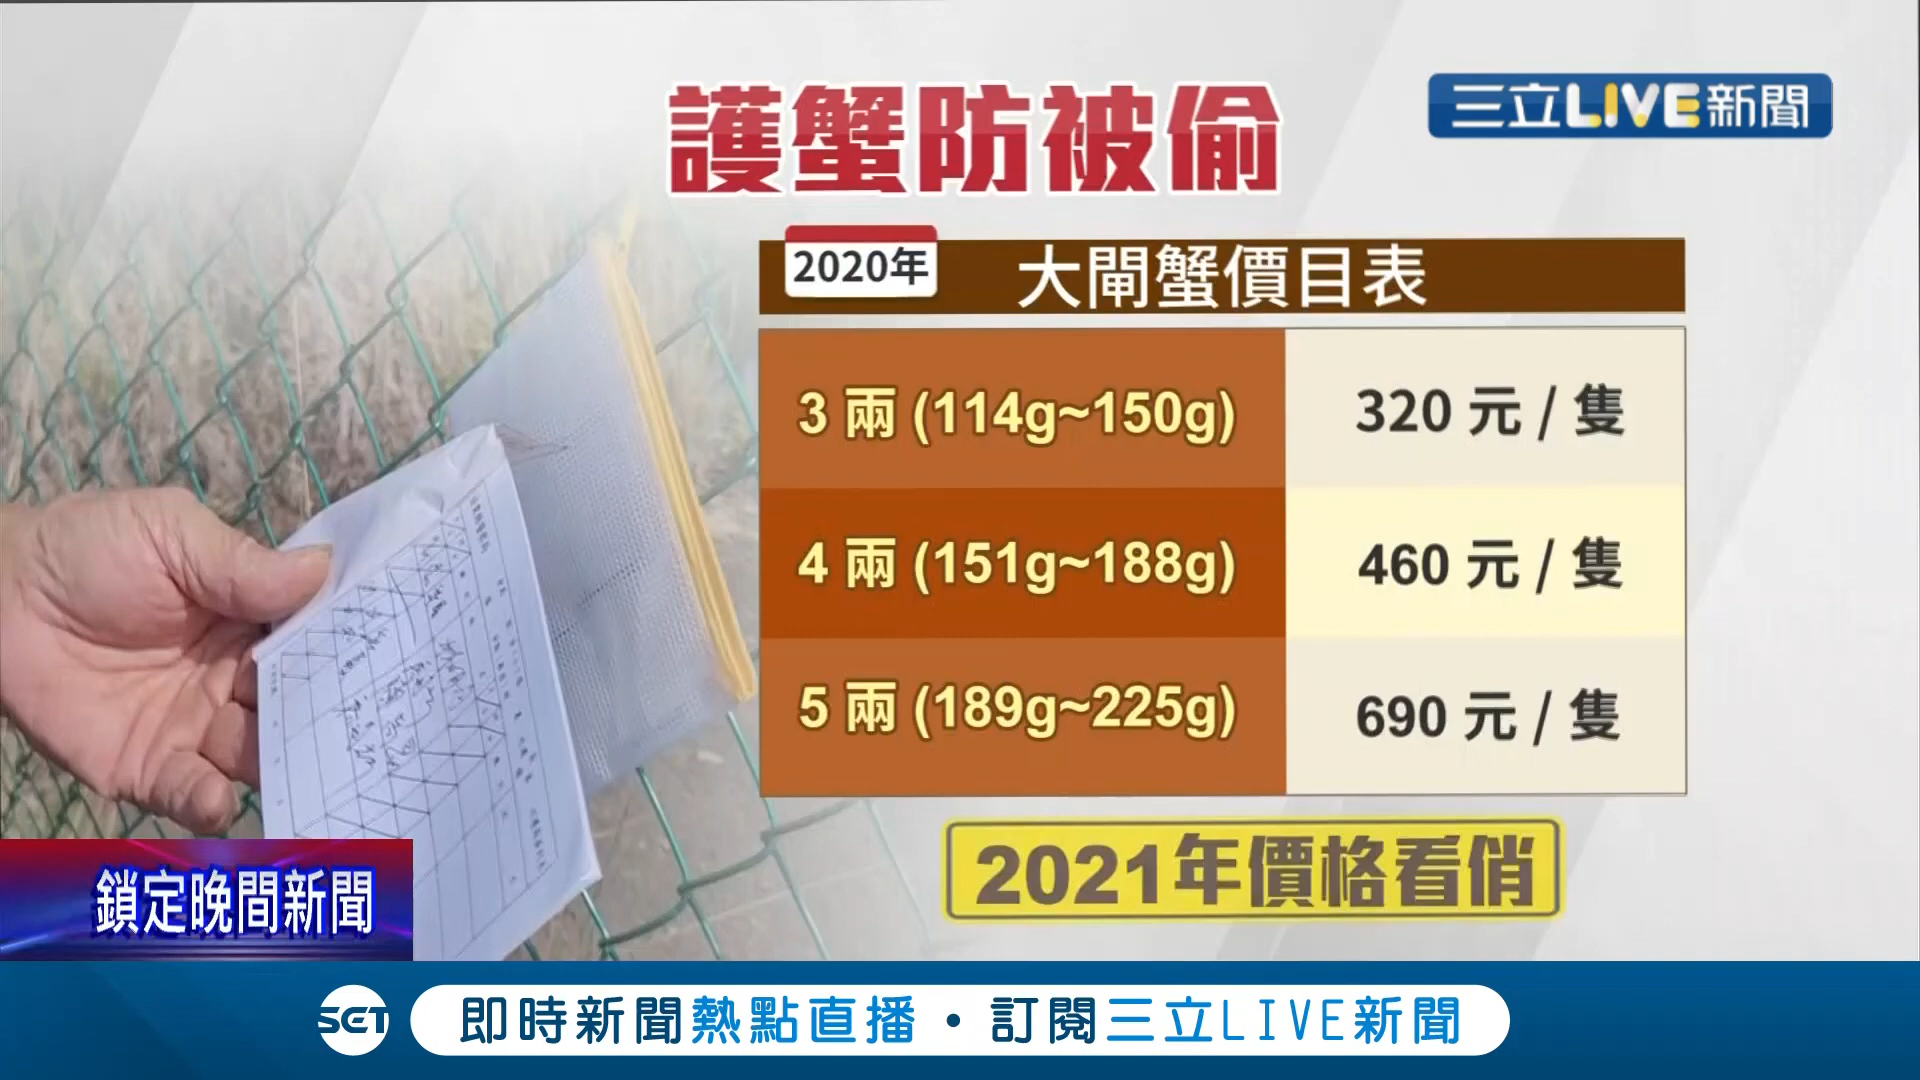 護蟹防被偷
三立LIVE新聞
2020年 大閘蟹價目表
3 兩 (114g~150g) 320 元 / 隻
4 兩 (151g~188g) 460 元 / 隻
5 兩 (189g~225g) 690 元 / 隻
2021年價格看俏
鎖定晚間新聞
SET 即時新聞熱點直播・訂閱三立LIVE新聞